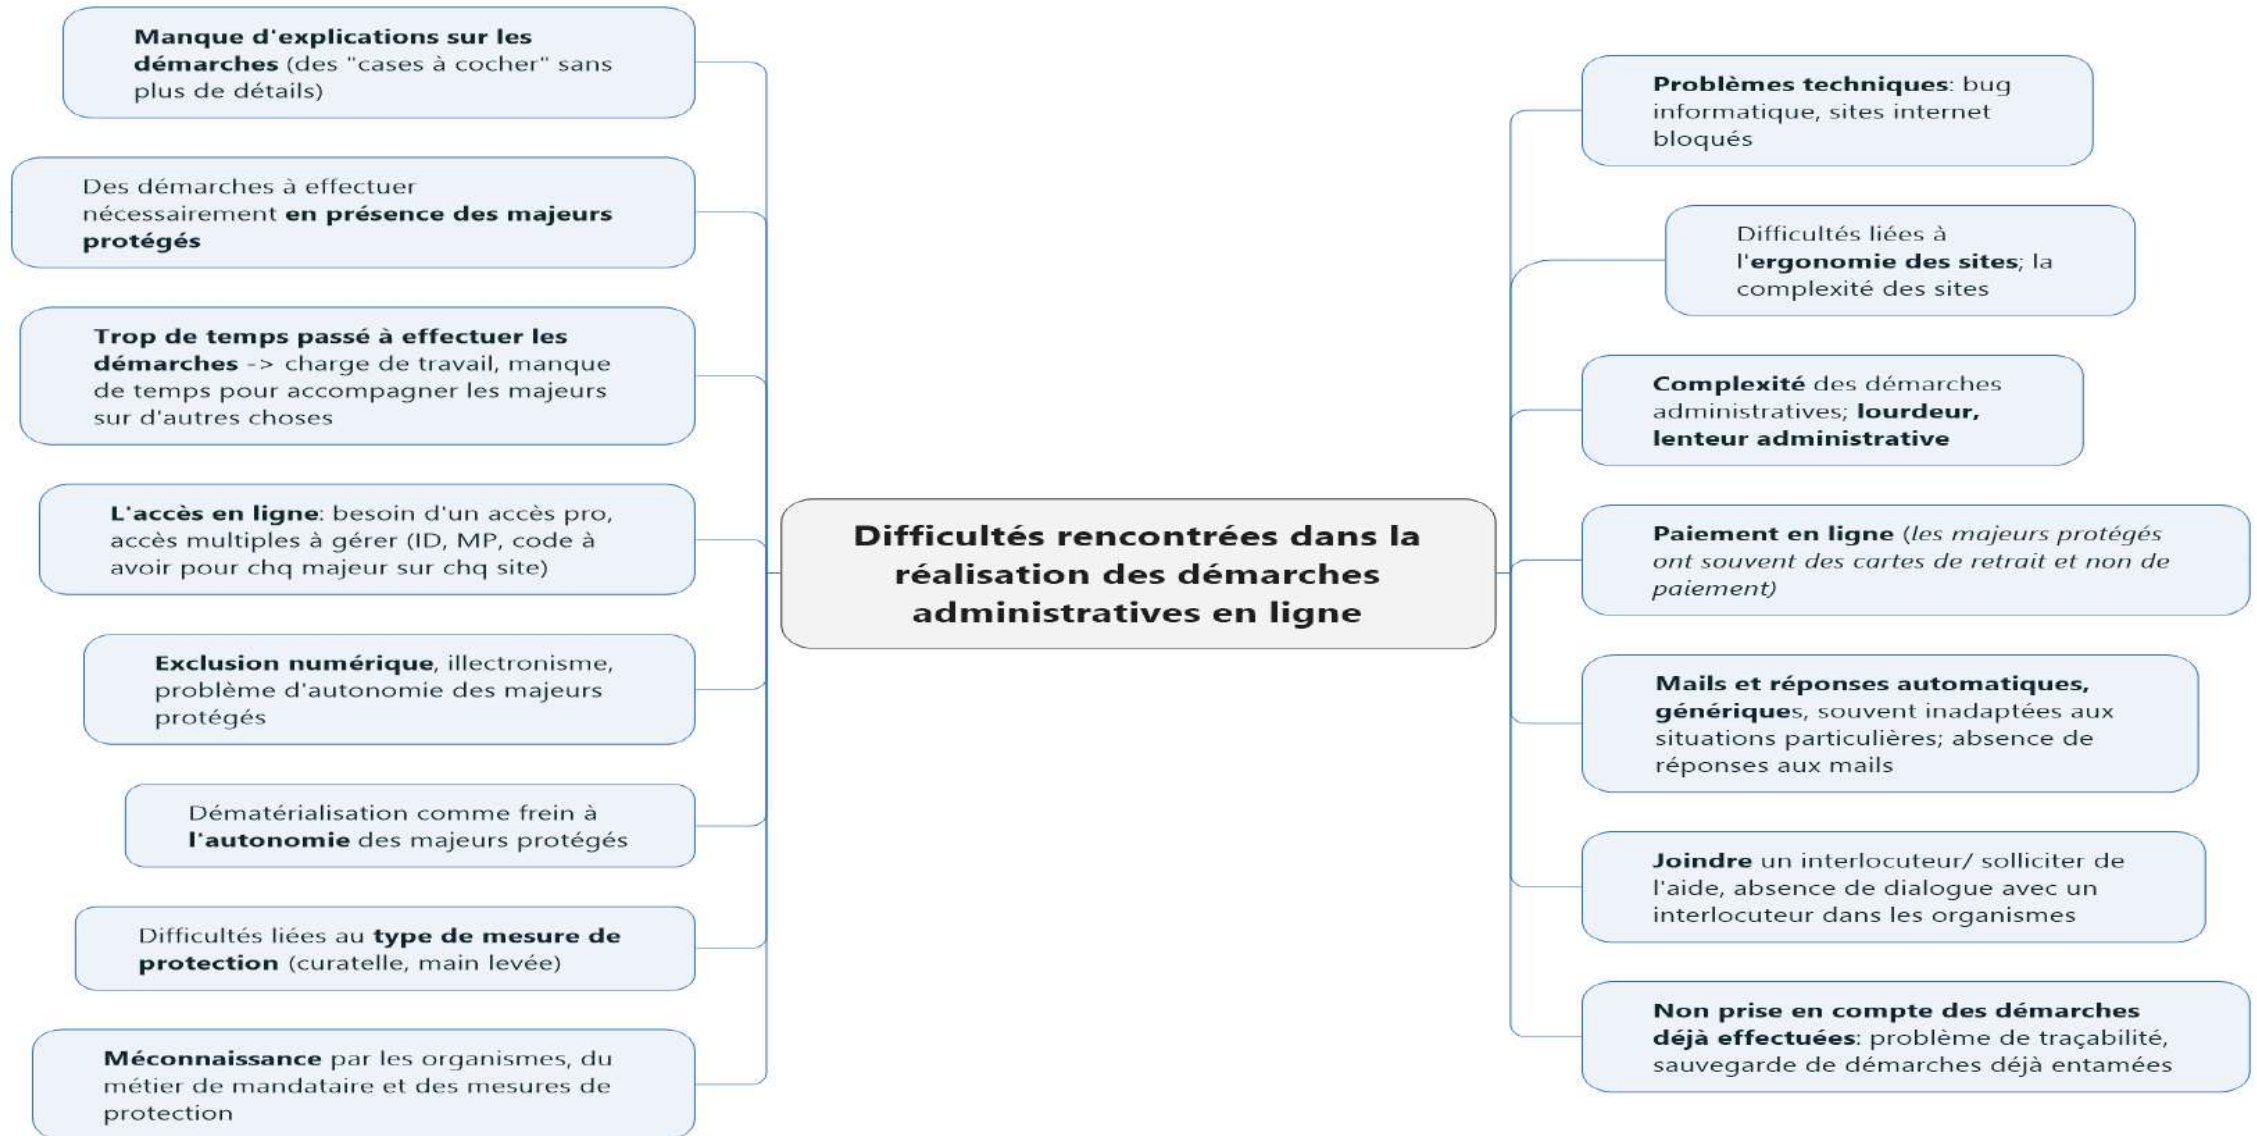 Manque d'explications sur les
démarches (des "cases à cocher" sans
plus de détails)
Des démarches à effectuer
nécessairement en présence des majeurs
protégés
Trop de temps passé à effectuer les
démarches -> charge de travail, manque
de temps pour accompagner les majeurs
sur d'autres choses
L'accès en ligne: besoin d'un accès pro,
accès multiples à gérer (ID, MP, code à
avoir pour chq majeur sur chq site)
Exclusion numérique, illectronisme,
problème d'autonomie des majeurs
protégés
Dématérialisation comme frein à
l'autonomie des majeurs protégés
Difficultés liées au type de mesure de
protection (curatelle, main levée)
Méconnaissance par les organismes, du
métier de mandataire et des mesures de
protection
Difficultés rencontrées dans la
réalisation des démarches
administratives en ligne
Problèmes techniques: bug
informatique, sites internet
bloqués
Difficultés liées à
l'ergonomie des sites; la
complexité des sites
Complexité des démarches
administratives; lourdeur,
lenteur administrative
Paiement en ligne (les majeurs protégés
ont souvent des cartes de retrait et non de
paiement)
Mails et réponses automatiques,
génériques, souvent inadaptées aux
situations particulières; absence de
réponses aux mails
Joindre un interlocuteur/ solliciter de
l'aide, absence de dialogue avec un
interlocuteur dans les organismes
Non prise en compte des démarches
déjà effectuées: problème de traçabilité,
sauvegarde de démarches déjà entamées